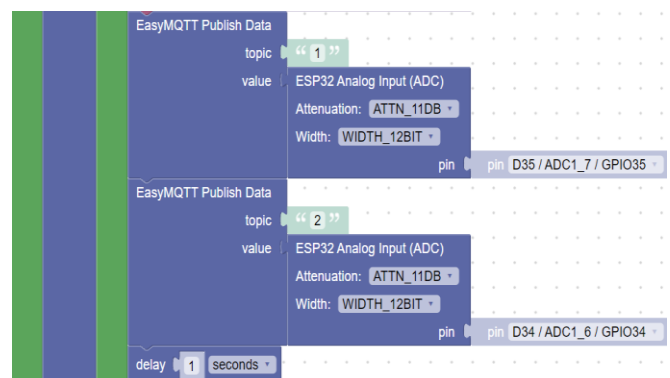 EasyMQTT Publish Data
topic “ 1 ”
value ESP32 Analog Input (ADC)
Attenuation: ATTN_11DB
Width: WIDTH_12BIT
pin pin D35 / ADC1_7 / GPIO35
EasyMQTT Publish Data
topic “ 2 ”
value ESP32 Analog Input (ADC)
Attenuation: ATTN_11DB
Width: WIDTH_12BIT
pin pin D34 / ADC1_6 / GPIO34
delay 1 seconds